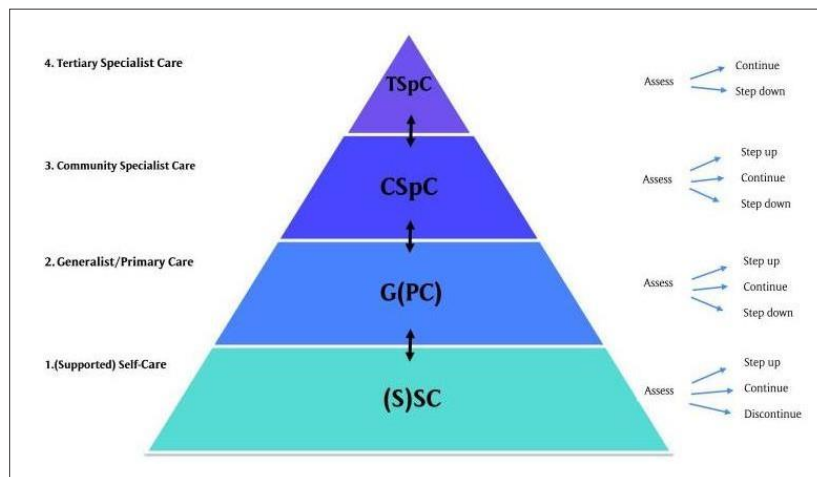 4. Tertiary Specialist Care
TSpC
Assess
Continue
Step down
3. Community Specialist Care
CSpC
Assess
Step up
Continue
Step down
2. Generalist/Primary Care
G(PC)
Assess
Step up
Continue
Step down
1.(Supported) Self-Care
(S)SC
Assess
Step up
Continue
Discontinue